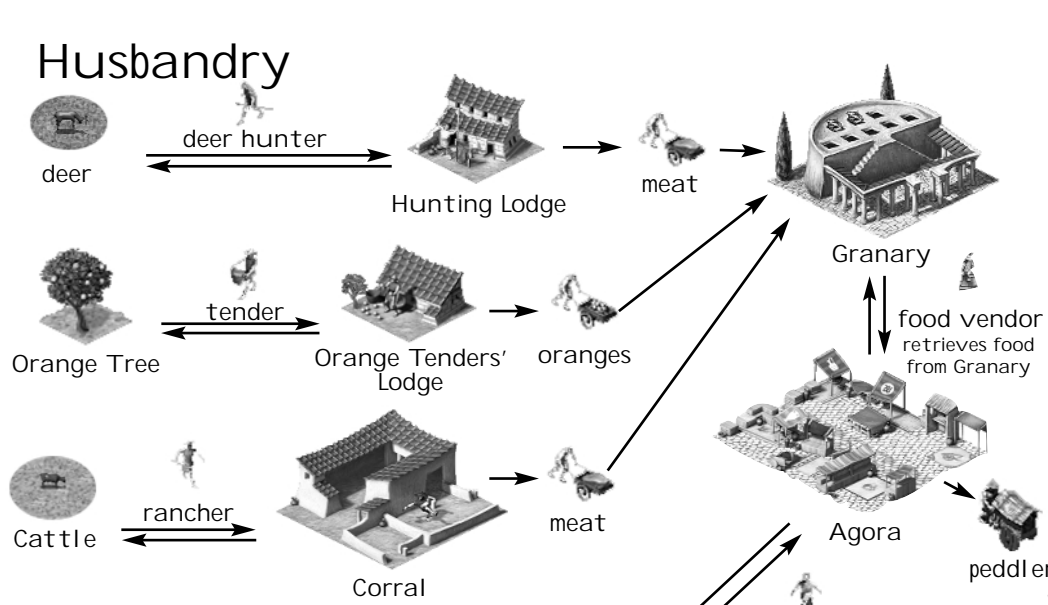 Husbandry
deer hunter
deer
Hunting Lodge
meat
Granary
tender
Orange Tree
Orange Tenders'
Lodge
oranges
food vendor
retrieves food
from Granary
rancher
Cattle
Corral
meat
Agora
peddler